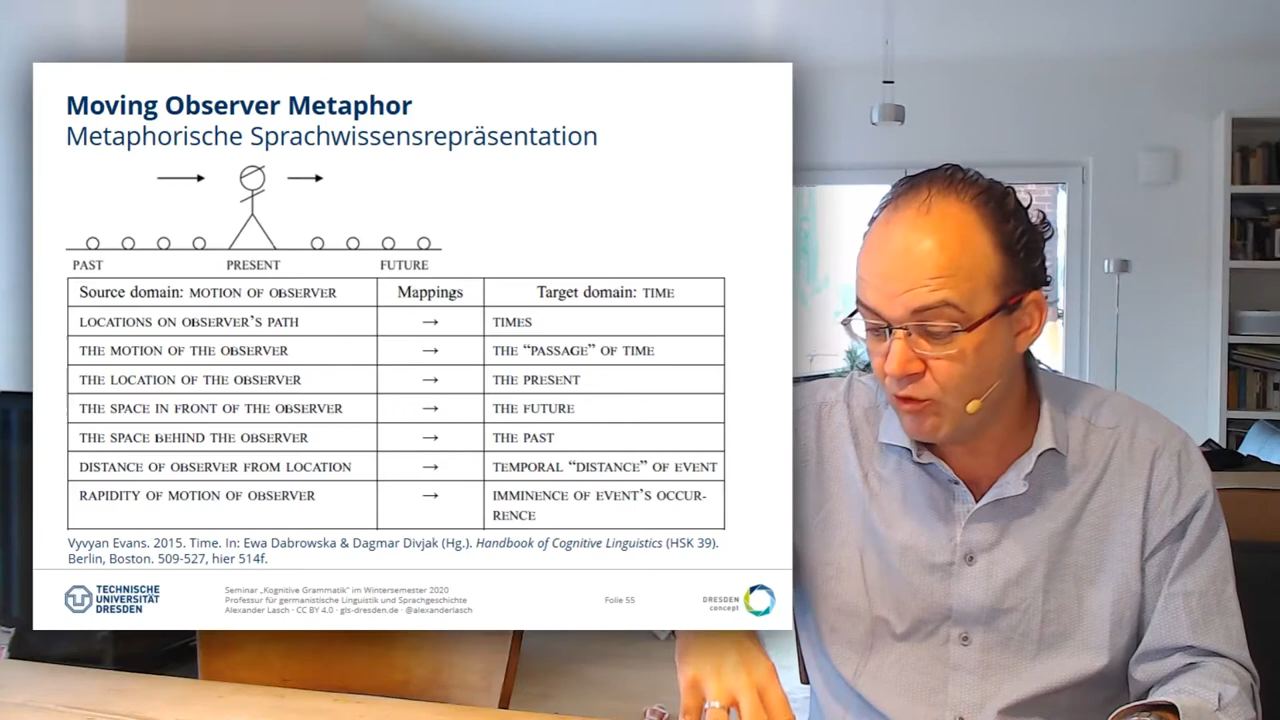 Moving Observer Metaphor
Metaphorische Sprachwissensrepräsentation
PAST PRESENT FUTURE
Source domain: MOTION OF OBSERVER Mappings Target domain: TIME
LOCATIONS ON OBSERVER'S PATH → TIMES
THE MOTION OF THE OBSERVER → THE “PASSAGE” OF TIME
THE LOCATION OF THE OBSERVER → THE PRESENT
THE SPACE IN FRONT OF THE OBSERVER → THE FUTURE
THE SPACE BEHIND THE OBSERVER → THE PAST
DISTANCE OF OBSERVER FROM LOCATION → TEMPORAL “DISTANCE” OF EVENT
RAPIDITY OF MOTION OF OBSERVER → IMMINENCE OF EVENT'S OCCUR-
RENCE
Vyvyan Evans. 2015. Time. In: Ewa Dabrowska & Dagmar Divjak (Hg.). Handbook of Cognitive Linguistics (HSK 39).
Berlin, Boston. 509-527, hier 514f.
TECHNISCHE
UNIVERSITÄT
DRESDEN
Seminar „Kognitive Grammatik“ im Wintersemester 2020
Professur für germanistische Linguistik und Sprachgeschichte
Alexander Lasch · CC BY 4.0 · gls-dresden.de · @alexanderlasch
Folie 55
DRESDEN
concept